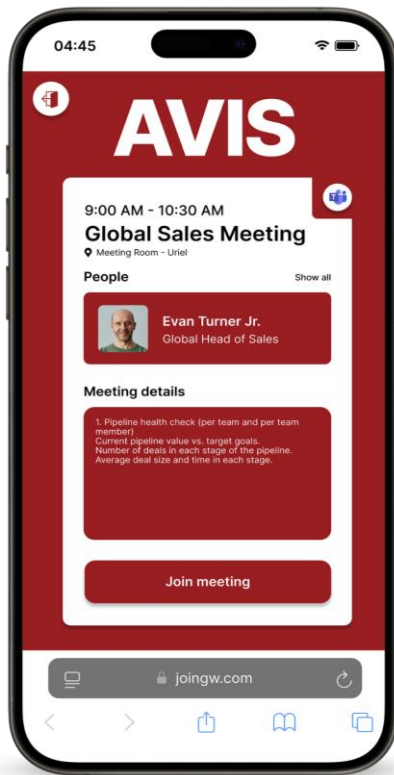 04:45
AVIS
9:00 AM - 10:30 AM
Global Sales Meeting
Meeting Room - Uriel
People
Show all
Evan Turner Jr.
Global Head of Sales
Meeting details
1. Pipeline health check (per team and per team
member)
Current pipeline value vs. target goals.
Number of deals in each stage of the pipeline.
Average deal size and time in each stage.
Join meeting
joingw.com